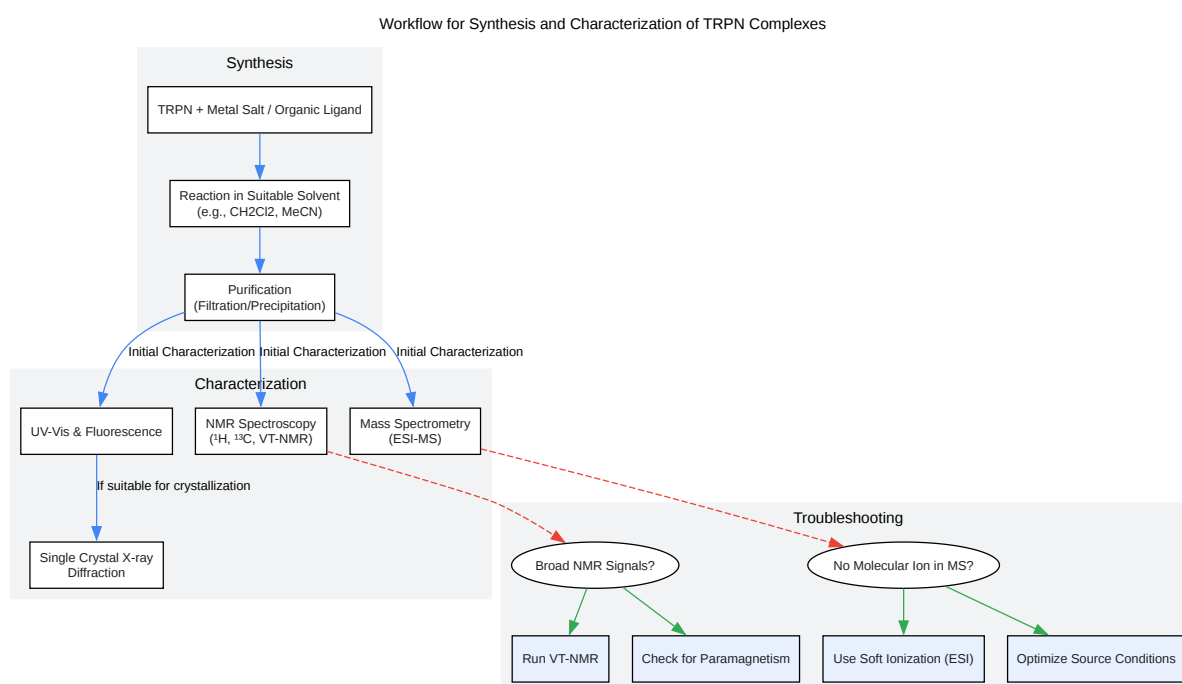 Workflow for Synthesis and Characterization of TRPN Complexes
Synthesis
TRPN + Metal Salt / Organic Ligand
Reaction in Suitable Solvent
(e.g., CH2Cl2, MeCN)
Purification
(Filtration/Precipitation)
Initial Characterization
Initial Characterization
Initial Characterization
Characterization
UV-Vis & Fluorescence
NMR Spectroscopy
(¹H, ¹³C, VT-NMR)
Mass Spectrometry
(ESI-MS)
If suitable for crystallization
Single Crystal X-ray
Diffraction
Troubleshooting
Broad NMR Signals?
No Molecular Ion in MS?
Run VT-NMR
Check for Paramagnetism
Use Soft Ionization (ESI)
Optimize Source Conditions